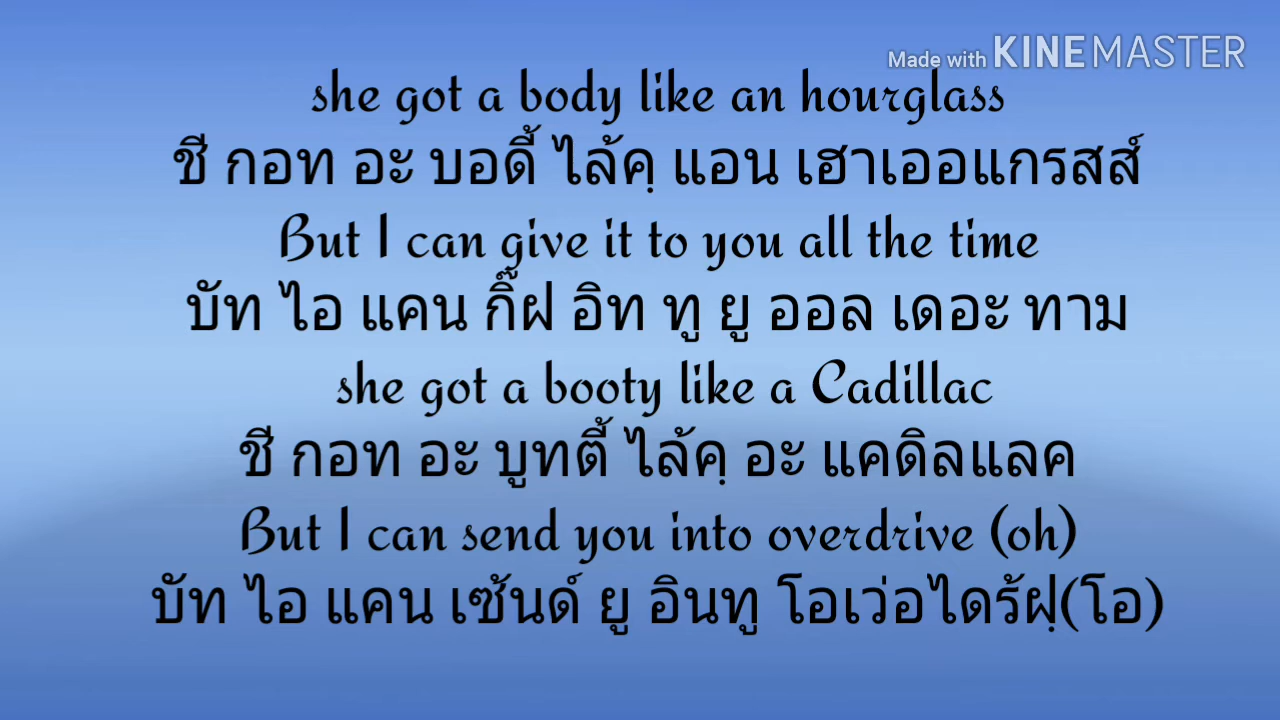 Made with KINEMASTER
she got a body like an hourglass
ชี กอท อะ บอดี้ ไล้คฺ แอน เฮาเออแกรสส์
But I can give it to you all the time
บัท ไอ แคน กิ๊ฝ อิท ทู ยู ออล เดอะ ทาม
she got a booty like a Cadillac
ชี กอท อะ บูทตี้ ไล้คฺ อะ แคดิลแลค
But I can send you into overdrive (oh)
บัท ไอ แคน เซ้นด์ ยู อินทู โอเว่อไดร้ฝฺ(โอ)